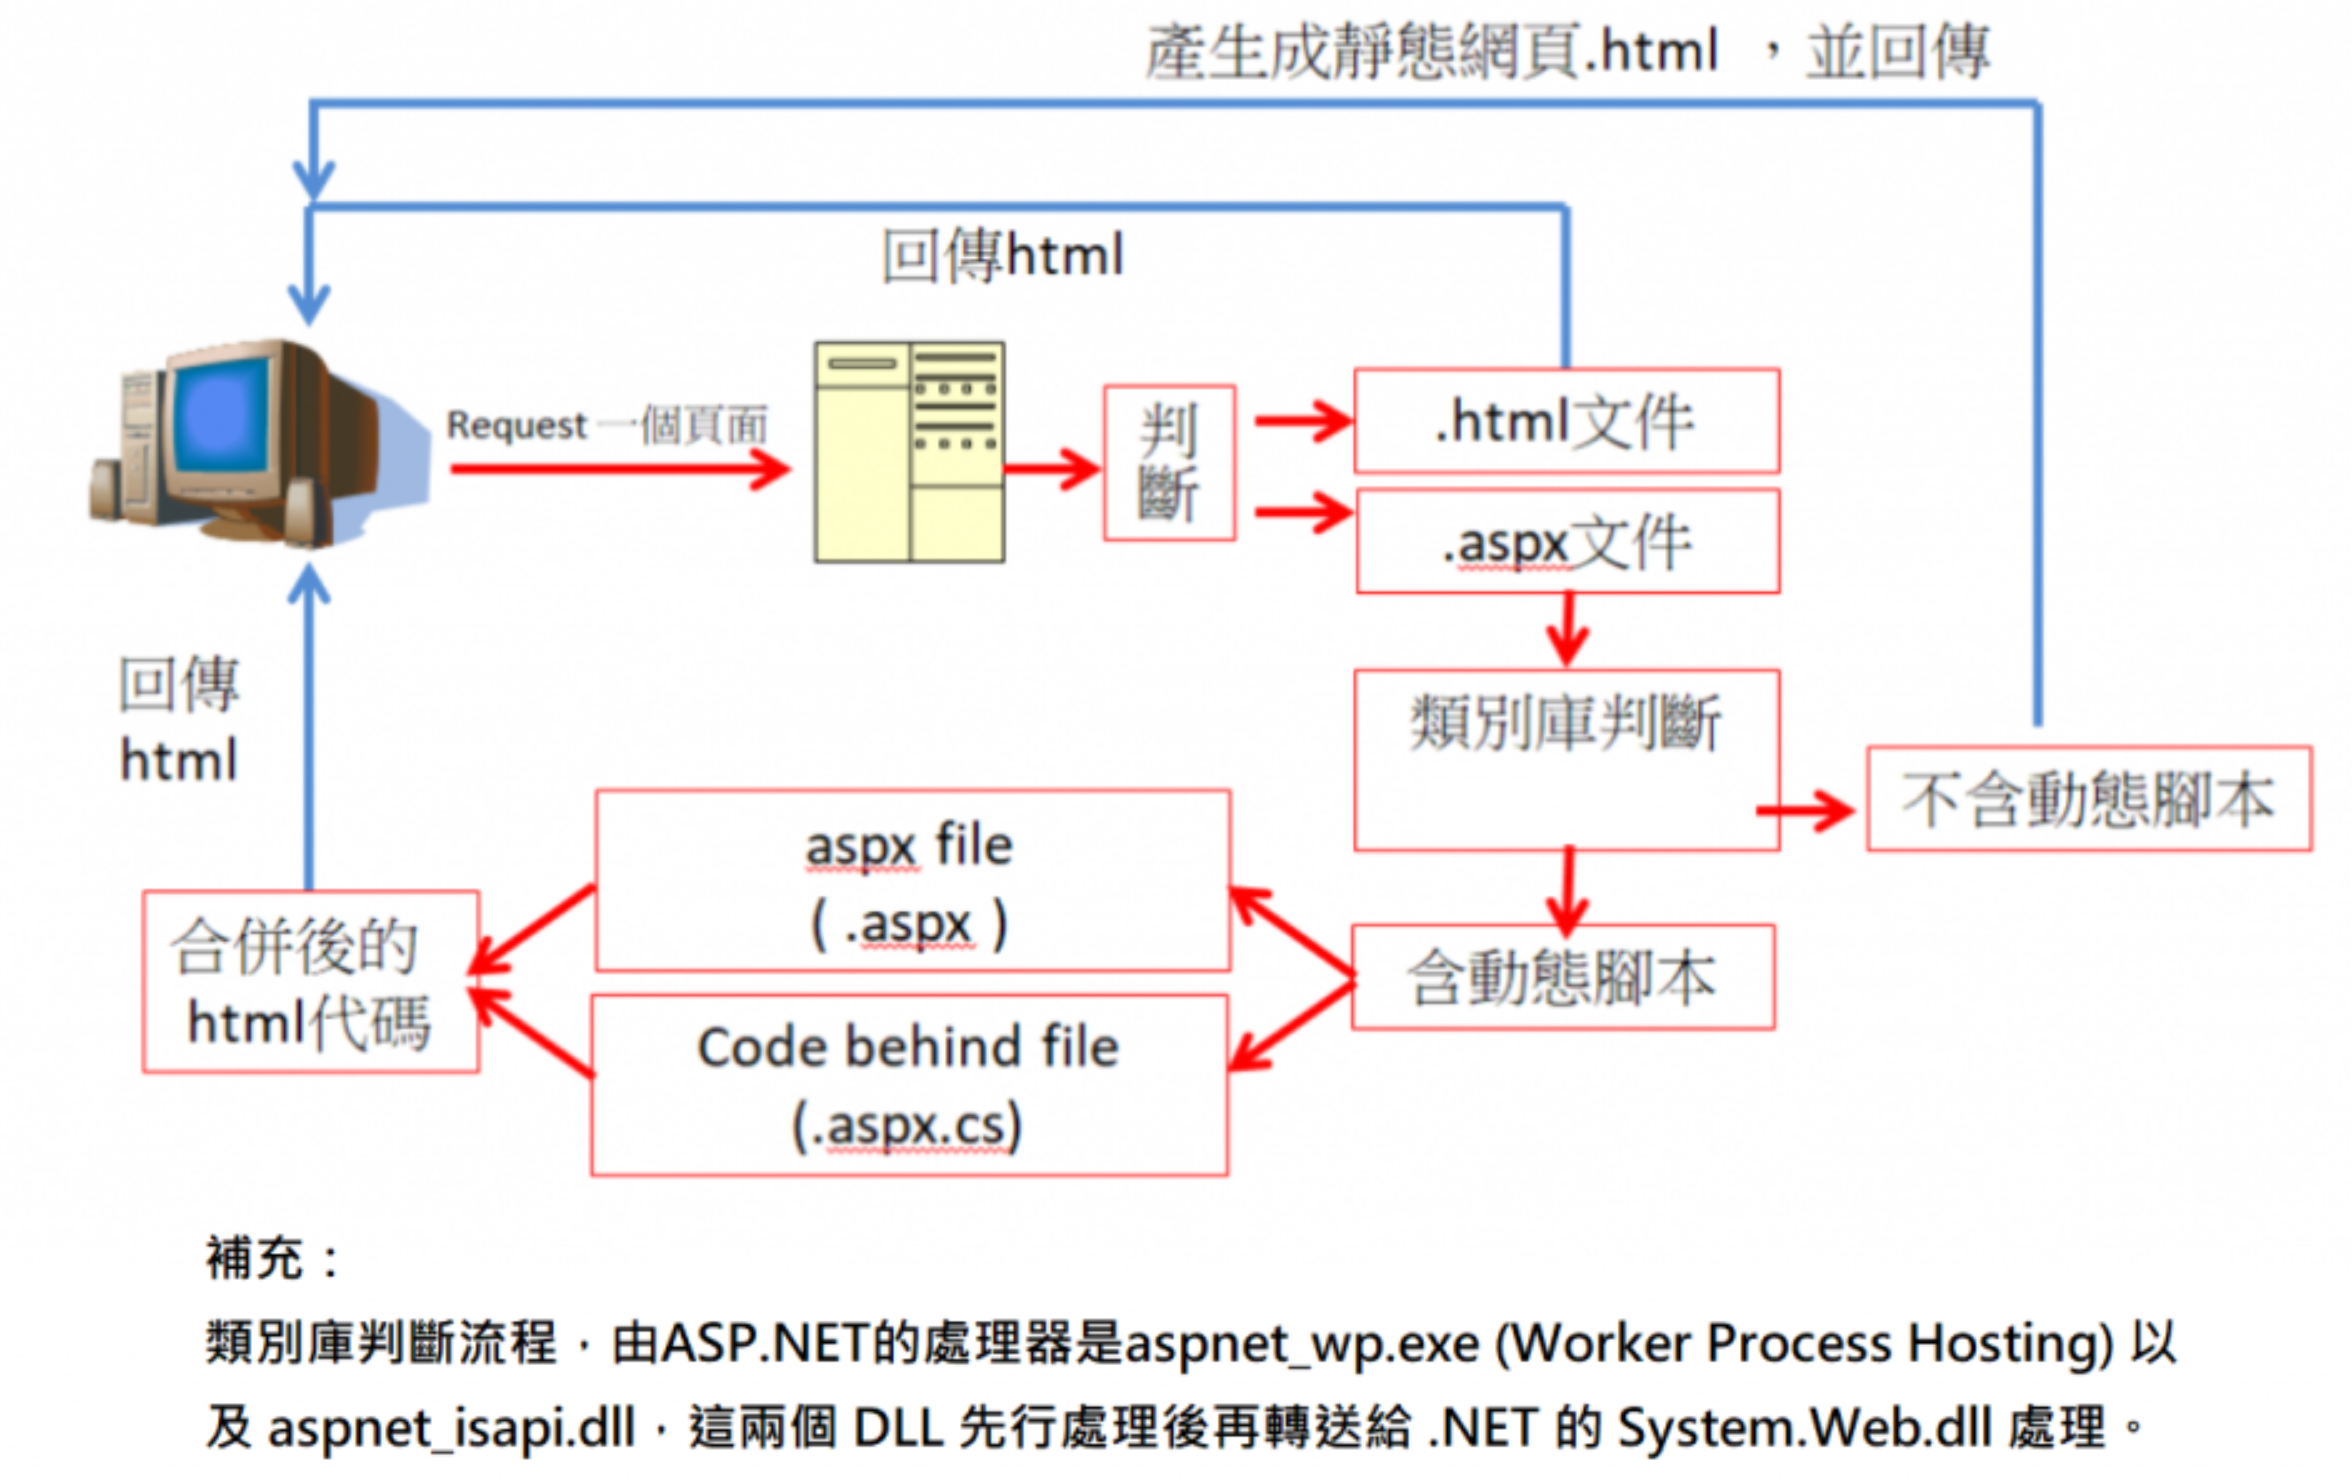 產生成靜態網頁.html ，並回傳
回傳html
Request 一個頁面
判
斷
.html文件
.aspx文件
類別庫判斷
不含動態腳本
含動態腳本
aspx file
( .aspx )
Code behind file
(.aspx.cs)
合併後的
html代碼
回傳
html
補充：
類別庫判斷流程，由ASP.NET的處理器是aspnet_wp.exe (Worker Process Hosting) 以
及 aspnet_isapi.dll，這兩個 DLL 先行處理後再轉送給 .NET 的 System.Web.dll 處理。